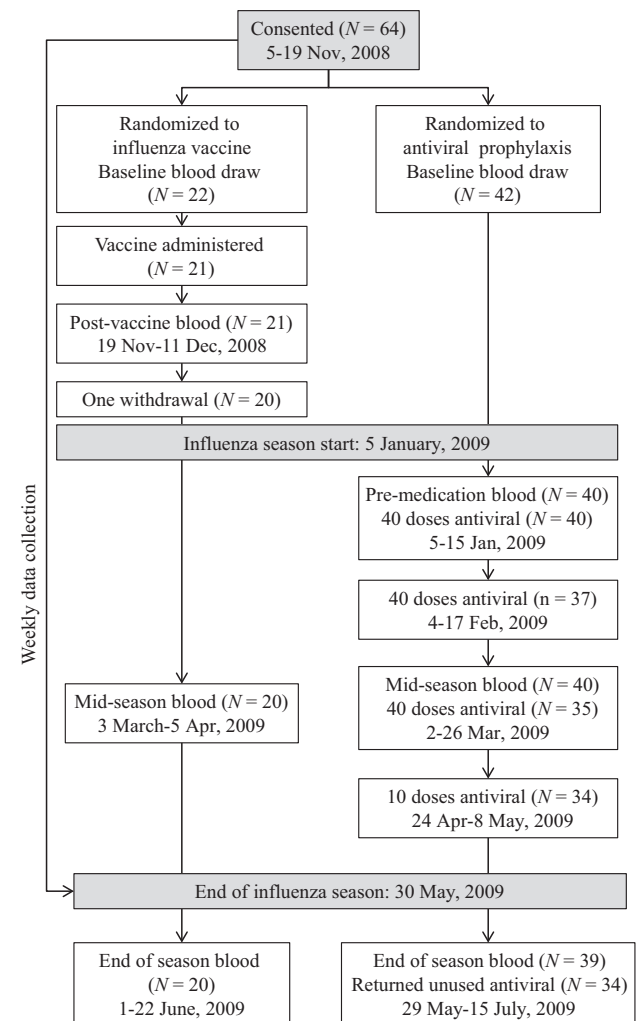 Consented (N = 64)
5-19 Nov, 2008
Randomized to
influenza vaccine
Baseline blood draw
(N = 22)
Randomized to
antiviral prophylaxis
Baseline blood draw
(N = 42)
Vaccine administered
(N = 21)
Post-vaccine blood (N = 21)
19 Nov-11 Dec, 2008
One withdrawal (N = 20)
Influenza season start: 5 January, 2009
Pre-medication blood (N = 40)
40 doses antiviral (N = 40)
5-15 Jan, 2009
40 doses antiviral (n = 37)
4-17 Feb, 2009
Weekly data collection
Mid-season blood (N = 20)
3 March-5 Apr, 2009
Mid-season blood (N = 40)
40 doses antiviral (N = 35)
2-26 Mar, 2009
10 doses antiviral (N = 34)
24 Apr-8 May, 2009
End of influenza season: 30 May, 2009
End of season blood
(N = 20)
1-22 June, 2009
End of season blood (N = 39)
Returned unused antiviral (N = 34)
29 May-15 July, 2009